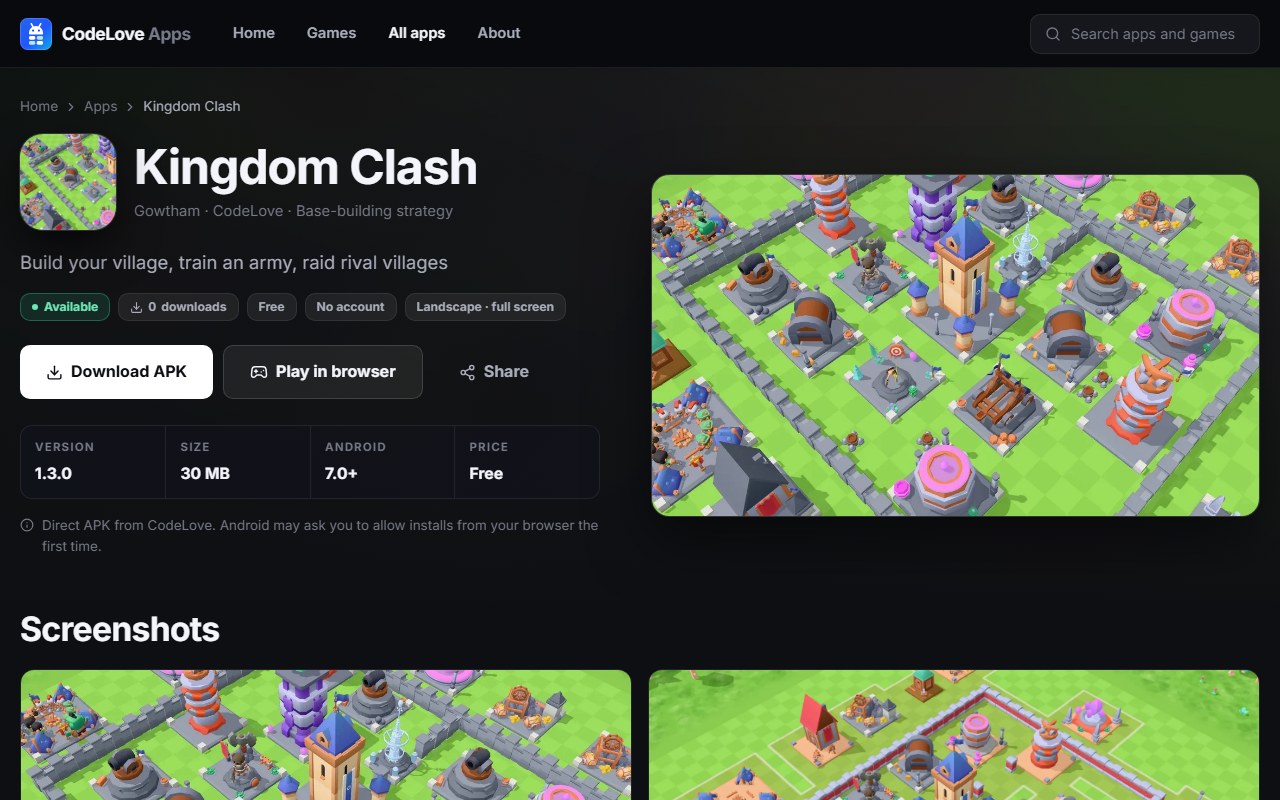 CodeLove Apps
Home
Games
All apps
About
Search apps and games
Home > Apps > Kingdom Clash
Kingdom Clash
Gowtham · CodeLove · Base-building strategy
Build your village, train an army, raid rival villages
Available
0 downloads
Free
No account
Landscape · full screen
Download APK
Play in browser
Share
VERSION
1.3.0
SIZE
30 MB
ANDROID
7.0+
PRICE
Free
Direct APK from CodeLove. Android may ask you to allow installs from your browser the
first time.
Screenshots